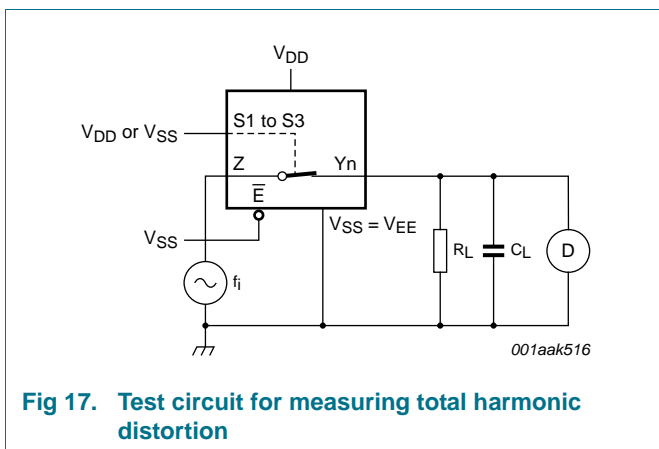 VDD
S1 to S3
VDD or VSS
Z
Yn
E
VSS = VEE
VSS
RL
CL
D
fi
001aak516
Fig 17. Test circuit for measuring total harmonic
distortion